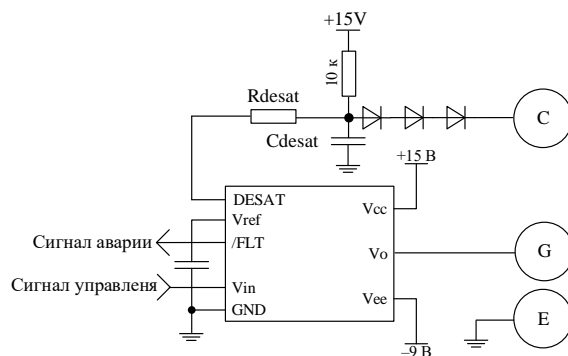 +15V
10 к
Rdesat
Cdesat
C
+15 В
DESAT
Vref
Vcc
Сигнал аварии
/FLT
Vo
G
Сигнал управленя
Vin
GND
Vee
E
–9 В